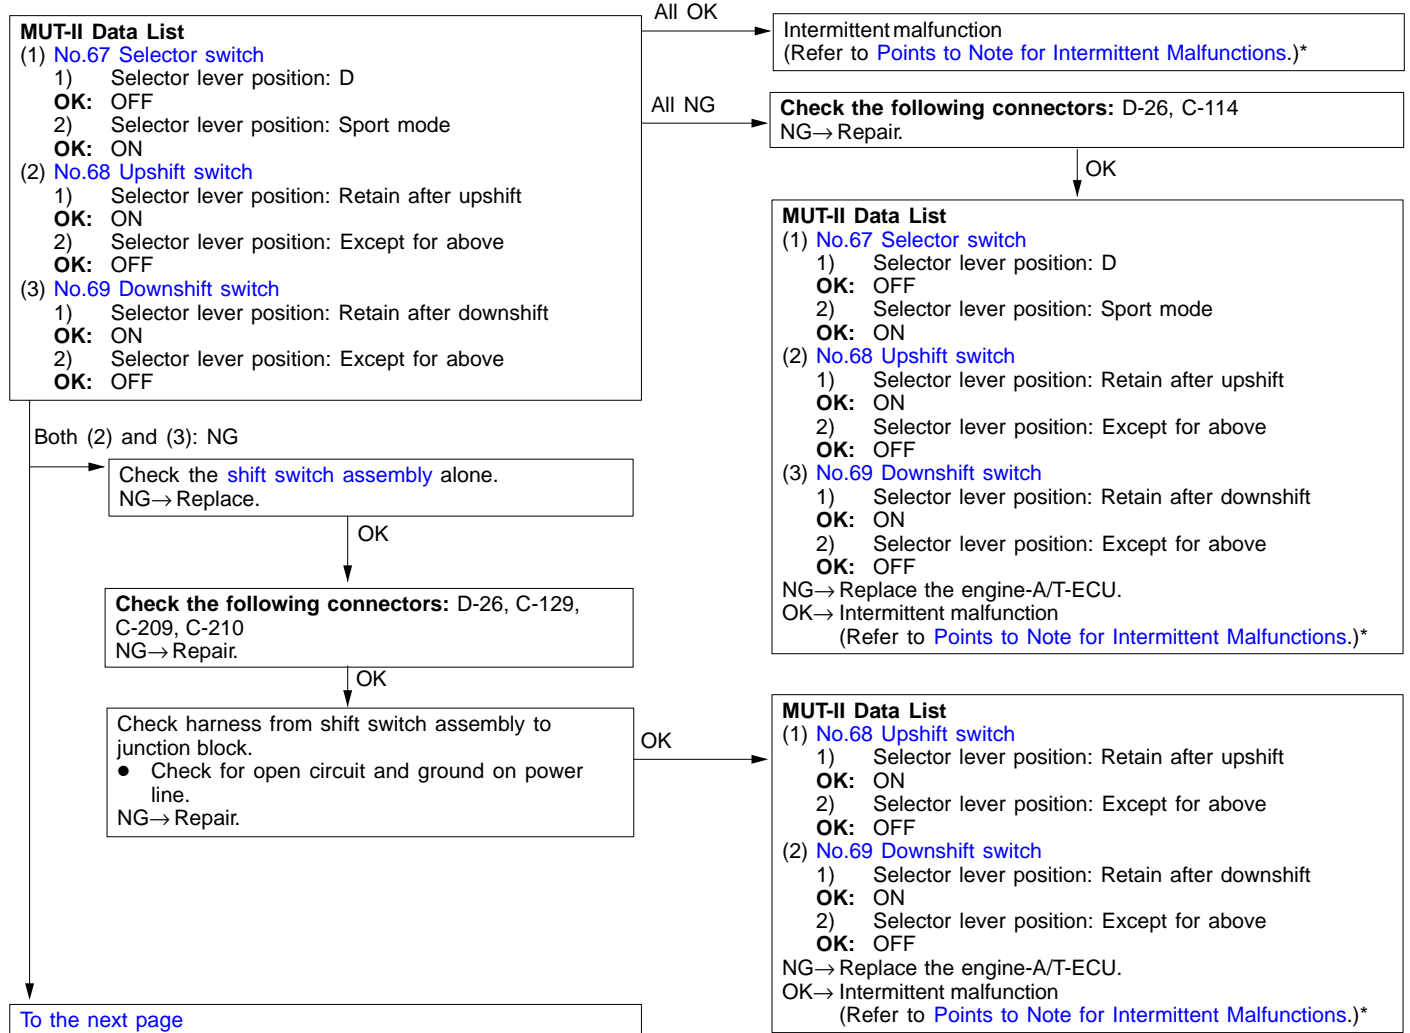 MUT-II Data List
(1) No.67 Selector switch
1) Selector lever position: D
OK: OFF
2) Selector lever position: Sport mode
OK: ON
(2) No.68 Upshift switch
1) Selector lever position: Retain after upshift
OK: ON
2) Selector lever position: Except for above
OK: OFF
(3) No.69 Downshift switch
1) Selector lever position: Retain after downshift
OK: ON
2) Selector lever position: Except for above
OK: OFF
All OK
Intermittent malfunction
(Refer to Points to Note for Intermittent Malfunctions.)*
All NG
Check the following connectors: D-26, C-114
NG→Repair.
OK
MUT-II Data List
(1) No.67 Selector switch
1) Selector lever position: D
OK: OFF
2) Selector lever position: Sport mode
OK: ON
(2) No.68 Upshift switch
1) Selector lever position: Retain after upshift
OK: ON
2) Selector lever position: Except for above
OK: OFF
(3) No.69 Downshift switch
1) Selector lever position: Retain after downshift
OK: ON
2) Selector lever position: Except for above
OK: OFF
NG→Replace the engine-A/T-ECU.
OK→Intermittent malfunction
(Refer to Points to Note for Intermittent Malfunctions.)*
Both (2) and (3): NG
Check the shift switch assembly alone.
NG→Replace.
OK
Check the following connectors: D-26, C-129,
C-209, C-210
NG→Repair.
OK
Check harness from shift switch assembly to
junction block.
● Check for open circuit and ground on power
line.
NG→Repair.
OK
MUT-II Data List
(1) No.68 Upshift switch
1) Selector lever position: Retain after upshift
OK: ON
2) Selector lever position: Except for above
OK: OFF
(2) No.69 Downshift switch
1) Selector lever position: Retain after downshift
OK: ON
2) Selector lever position: Except for above
OK: OFF
NG→Replace the engine-A/T-ECU.
OK→Intermittent malfunction
(Refer to Points to Note for Intermittent Malfunctions.)*
To the next page